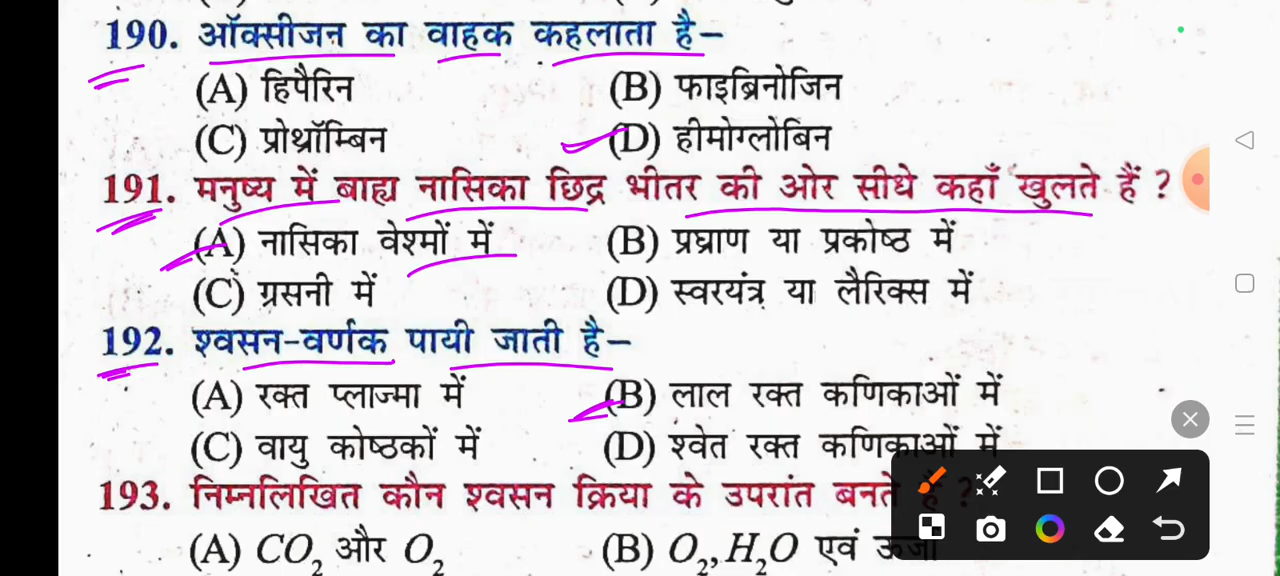 190. ऑक्सीजन का वाहक कहलाता है–
(A) हिपैरिन (B) फाइब्रिनोजिन
(C) प्रोथ्रॉम्बिन (D) हीमोग्लोबिन
191. मनुष्य में बाह्य नासिका छिद्र भीतर की ओर सीधे कहाँ खुलते हैं ?
(A) नासिका वेश्मों में (B) प्रघ्राण या प्रकोष्ठ में
(C) ग्रसनी में (D) स्वरयंत्र या लैरिक्स में
192. श्वसन-वर्णक पायी जाती है–
(A) रक्त प्लाज्मा में (B) लाल रक्त कणिकाओं में
(C) वायु कोष्ठकों में (D) श्वेत रक्त कणिकाओं में
193. निम्नलिखित कौन श्वसन क्रिया के उपरांत बनते हैं ?
(A) CO₂ और O₂ (B) O₂, H₂O एवं ऊर्जा